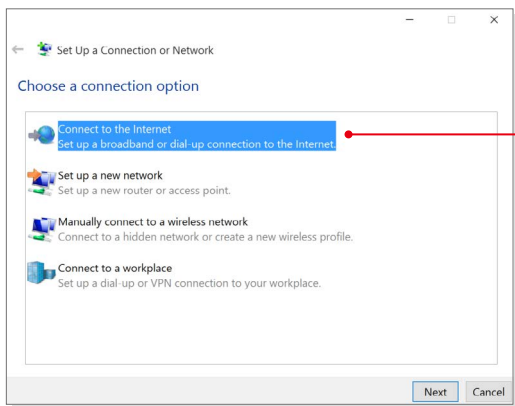 Set Up a Connection or Network
Choose a connection option
Connect to the Internet
Set up a broadband or dial-up connection to the Internet.
Set up a new network
Set up a new router or access point.
Manually connect to a wireless network
Connect to a hidden network or create a new wireless profile.
Connect to a workplace
Set up a dial-up or VPN connection to your workplace.
Next Cancel